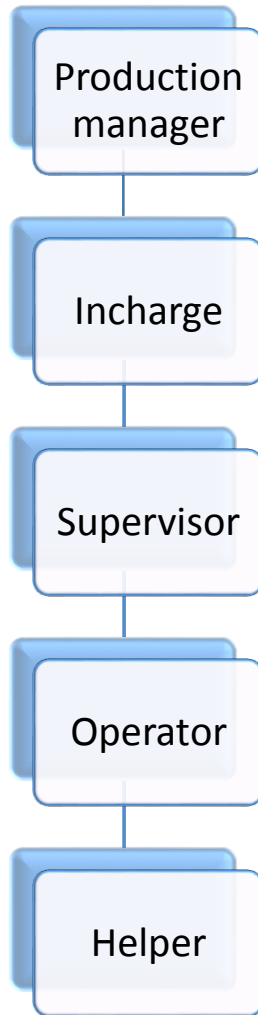 Production
manager
Incharge
Supervisor
Operator
Helper